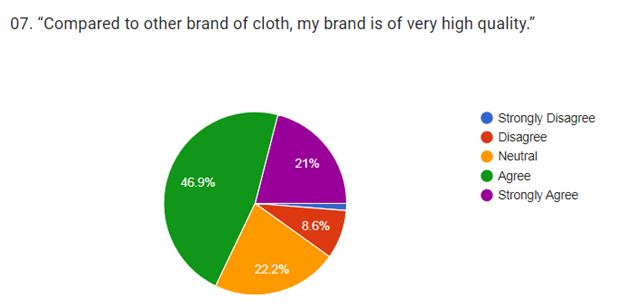 07. “Compared to other brand of cloth, my brand is of very high quality.”
Strongly Disagree
Disagree
Neutral
Agree
Strongly Agree
21%
46.9%
8.6%
22.2%